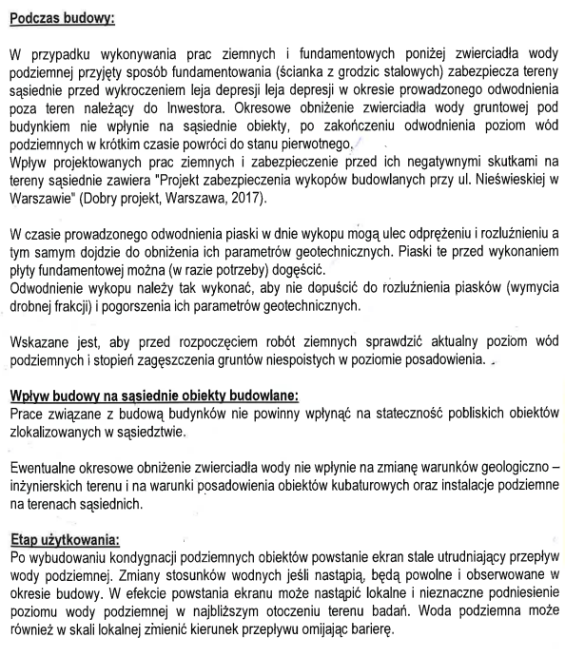 Podczas budowy:
W przypadku wykonywania prac ziemnych i fundamentowych poniżej zwierciadła wody
podziemnej przyjęty sposób fundamentowania (ścianka z grodzic stalowych) zabezpiecza tereny
sąsiednie przed wykroczeniem leja depresji leja depresji w okresie prowadzonego odwodnienia
poza teren należący do Inwestora. Okresowe obniżenie zwierciadła wody gruntowej pod
budynkiem nie wpłynie na sąsiednie obiekty, po zakończeniu odwodnienia poziom wód
podziemnych w krótkim czasie powróci do stanu pierwotnego.
Wpływ projektowanych prac ziemnych i zabezpieczenie przed ich negatywnymi skutkami na
tereny sąsiednie zawiera "Projekt zabezpieczenia wykopów budowlanych przy ul. Nieświeskiej w
Warszawie" (Dobry projekt, Warszawa, 2017).
W czasie prowadzonego odwodnienia piaski w dnie wykopu mogą ulec odprężeniu i rozluźnieniu a
tym samym dojdzie do obniżenia ich parametrów geotechnicznych. Piaski te przed wykonaniem
płyty fundamentowej można (w razie potrzeby) dogęścić.
Odwodnienie wykopu należy tak wykonać, aby nie dopuścić do rozluźnienia piasków (wymycia
drobnej frakcji) i pogorszenia ich parametrów geotechnicznych.
Wskazane jest, aby przed rozpoczęciem robót ziemnych sprawdzić aktualny poziom wód
podziemnych i stopień zagęszczenia gruntów niespoistych w poziomie posadowienia.
Wpływ budowy na sąsiednie obiekty budowlane:
Prace związane z budową budynków nie powinny wpłynąć na stateczność pobliskich obiektów
zlokalizowanych w sąsiedztwie.
Ewentualne okresowe obniżenie zwierciadła wody nie wpłynie na zmianę warunków geologiczno –
inżynierskich terenu i na warunki posadowienia obiektów kubaturowych oraz instalacje podziemne
na terenach sąsiednich.
Etap użytkowania:
Po wybudowaniu kondygnacji podziemnych obiektów powstanie ekran stale utrudniający przepływ
wody podziemnej. Zmiany stosunków wodnych jeśli nastąpią, będą powolne i obserwowane w
okresie budowy. W efekcie powstania ekranu może nastąpić lokalne i nieznaczne podniesienie
poziomu wody podziemnej w najbliższym otoczeniu terenu badań. Woda podziemna może
również w skali lokalnej zmienić kierunek przepływu omijając barierę.